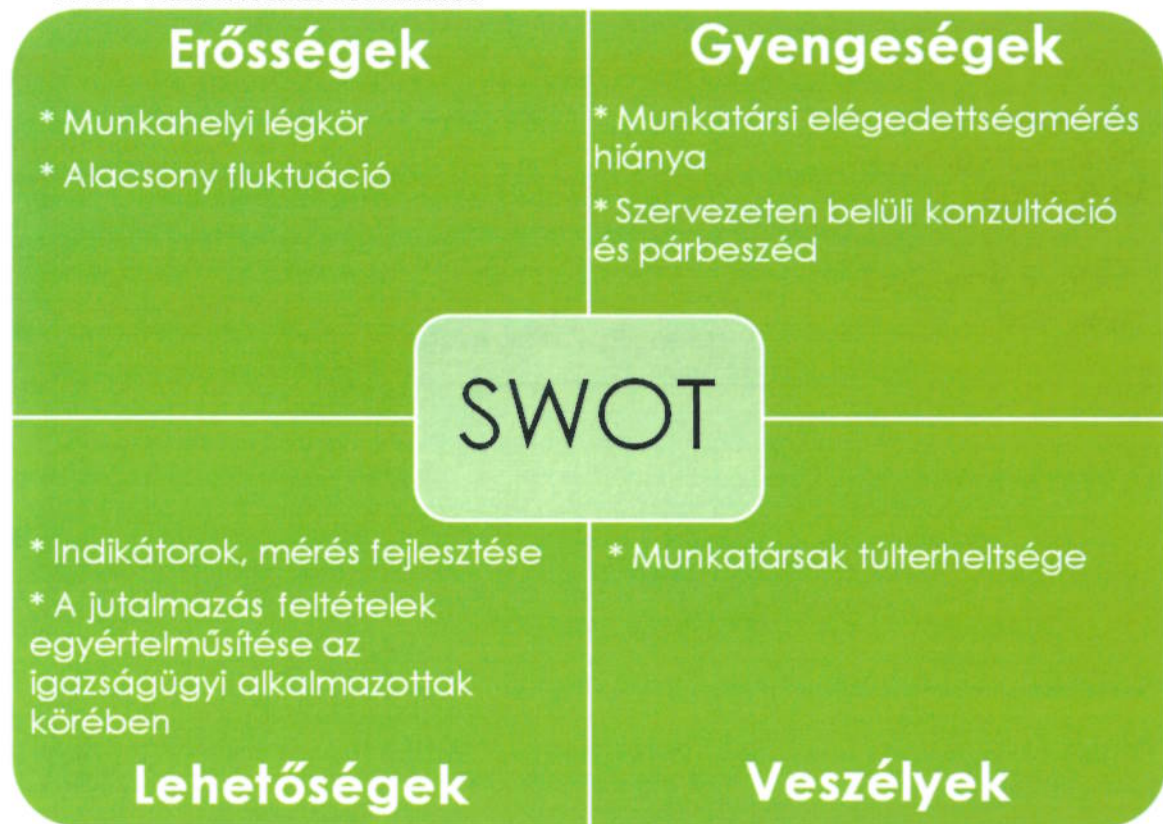 Erősségek
* Munkahelyi légkör
* Alacsony fluktuáció
Gyengeségek
* Munkatársi elégedettségmérés
hiánya
* Szervezeten belüli konzultáció
és párbeszéd
SWOT
* Indikátorok, mérés fejlesztése
* A jutalmazás feltételek
egyértelműsítése az
igazságügyi alkalmazottak
körében
Lehetőségek
* Munkatársak túlterheltsége
Veszélyek